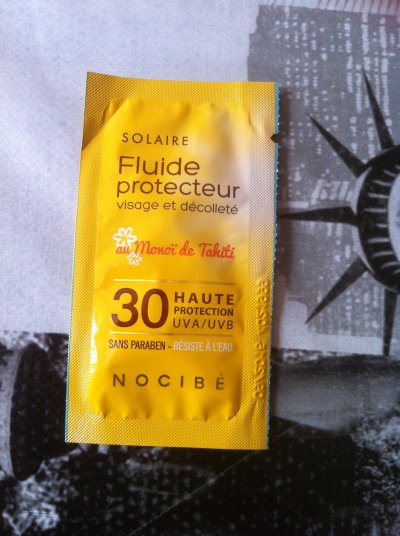 SOLAIRE
Fluide
protecteur
visage et décolleté
au Monoï de Tahiti
30 HAUTE
PROTECTION
UVA/UVB
SANS PARABEN - RÉSISTE À L'EAU
NOCIBÉ